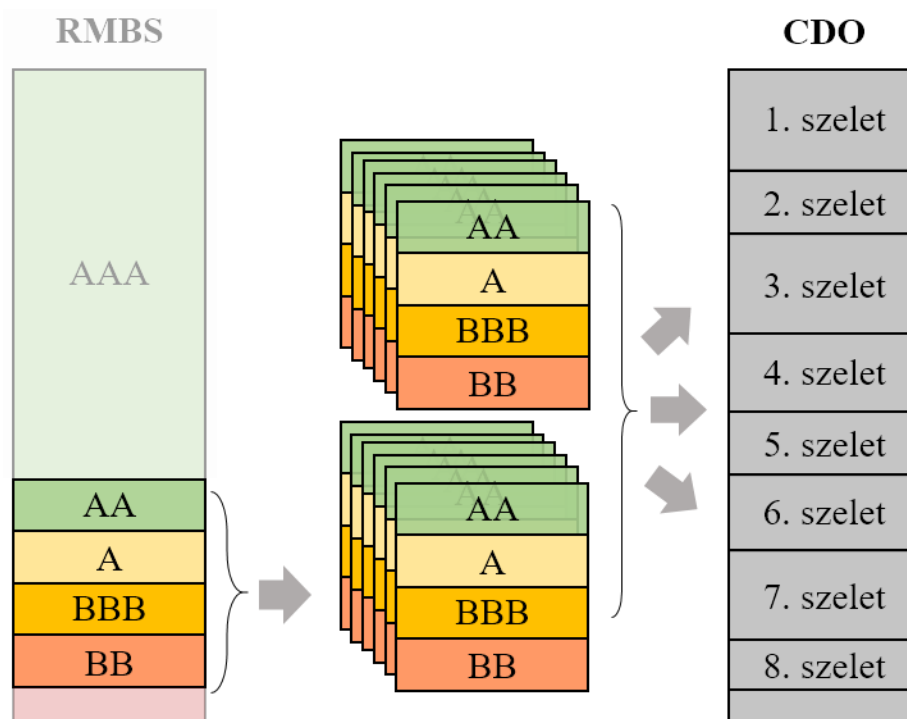 RMBS
AAA
AA
A
BBB
BB
AA
A
BBB
BB
AA
A
BBB
BB
CDO
1. szelet
2. szelet
3. szelet
4. szelet
5. szelet
6. szelet
7. szelet
8. szelet